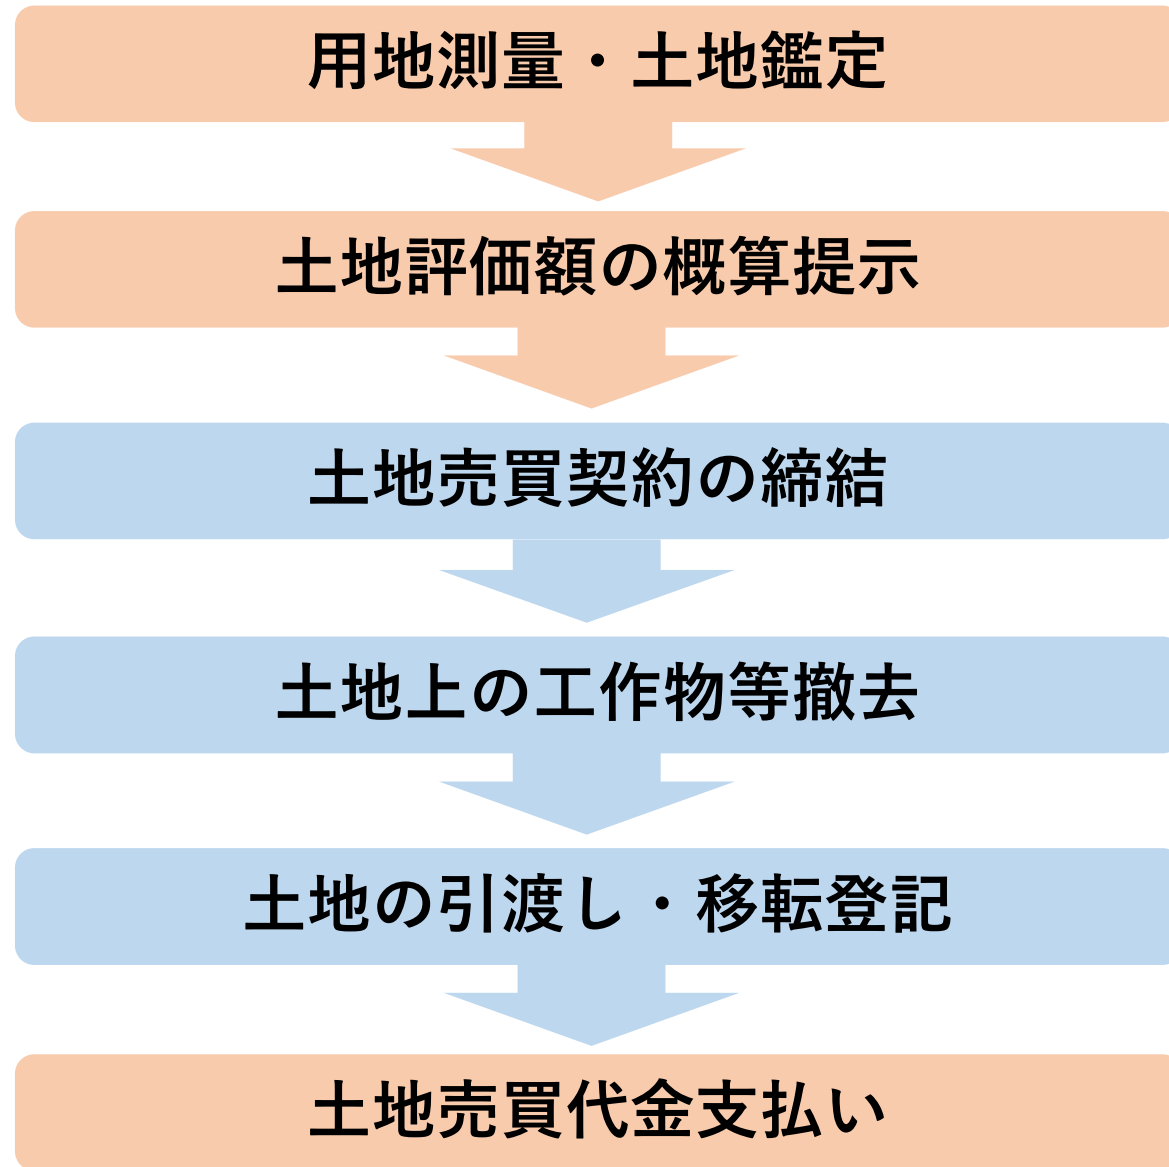 用地測量・土地鑑定
土地評価額の概算提示
土地売買契約の締結
土地上の工作物等撤去
土地の引渡し・移転登記
土地売買代金支払い